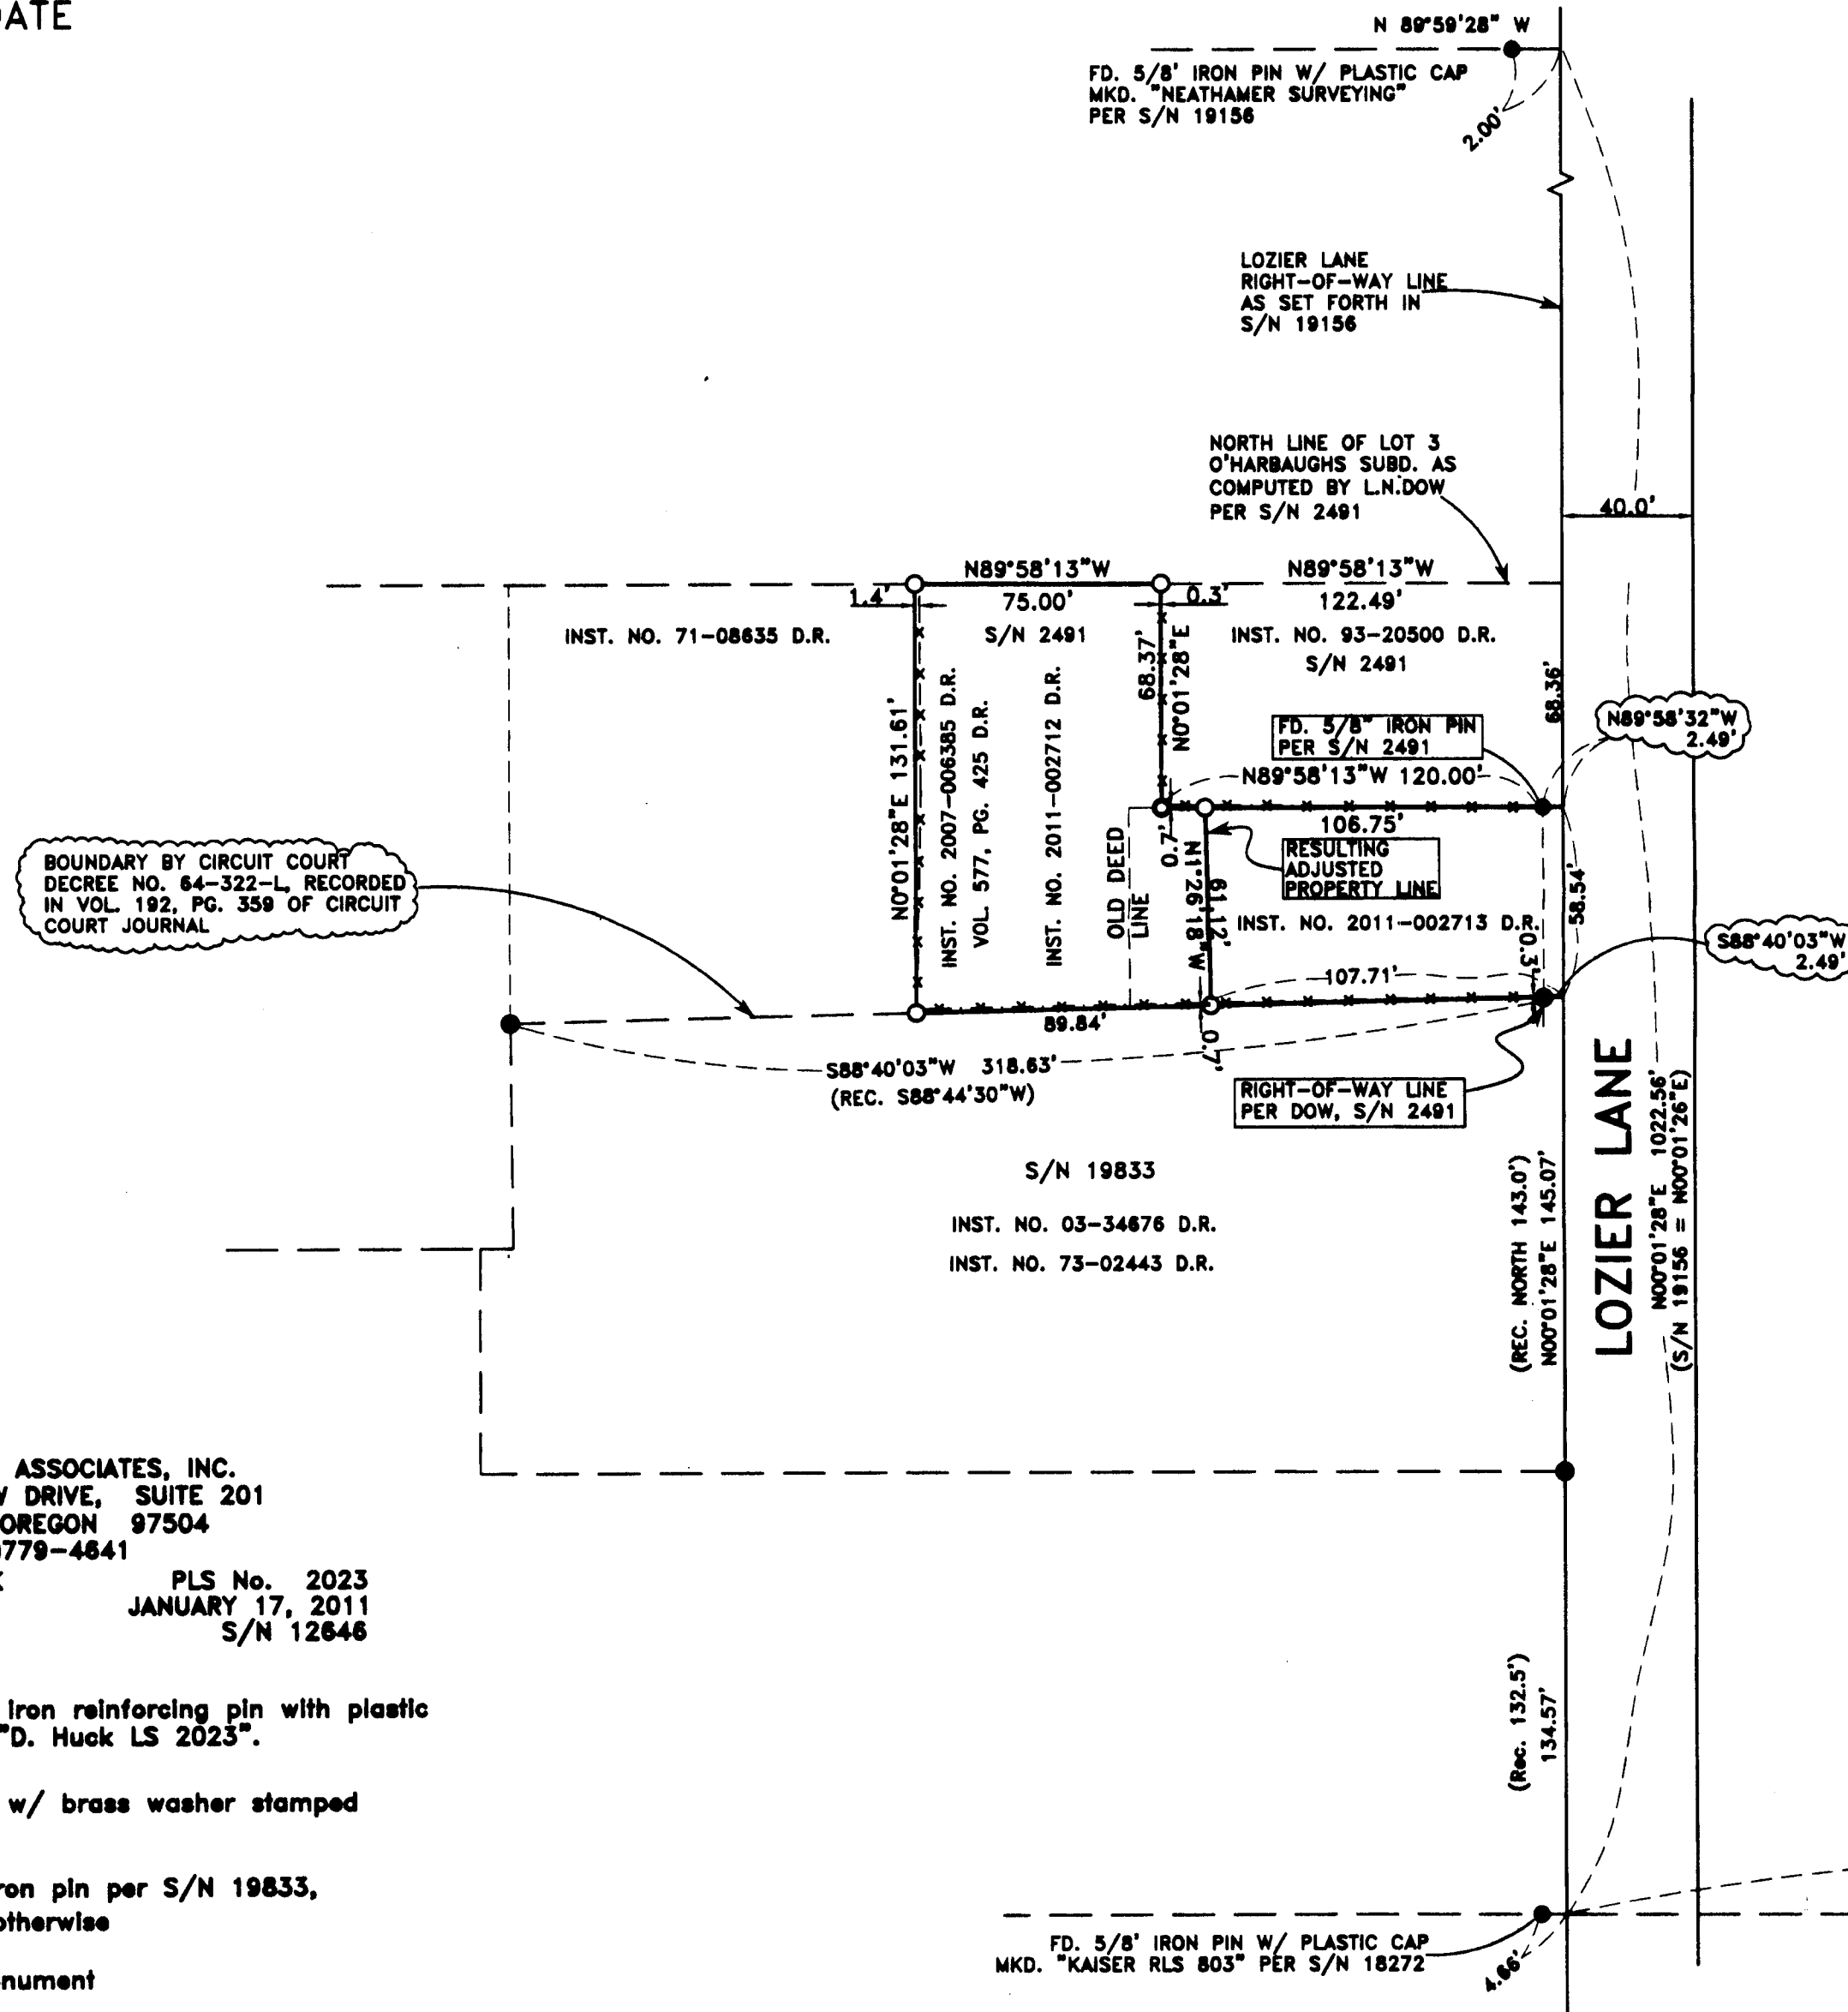 DATE
N 89°59'28" W
FD. 5/8' IRON PIN W/ PLASTIC CAP
MKD. "NEATHAMER SURVEYING"
PER S/N 19156
2.00'
LOZIER LANE
RIGHT-OF-WAY LINE
AS SET FORTH IN
S/N 19156
NORTH LINE OF LOT 3
O'HARBAUGHS SUBD. AS
COMPUTED BY L.N.DOW
PER S/N 2491
40.0'
N89°58'13"W
75.00'
S/N 2491
1.4'
0.3'
N89°58'13"W
122.49'
INST. NO. 71-08635 D.R.
INST. NO. 93-20500 D.R.
S/N 2491
68.37'
N0°01'28"E
68.36'
N0°01'28"E 131.61'
INST. NO. 2007-006385 D.R.
VOL. 577, PG. 425 D.R.
INST. NO. 2011-002712 D.R.
FD. 5/8" IRON PIN
PER S/N 2491
N89°58'32"W
2.49'
N89°58'13"W 120.00'
106.75'
0.7'
OLD DEED
LINE
N1°26'18"W
61.12'
RESULTING
ADJUSTED
PROPERTY LINE
58.54'
INST. NO. 2011-002713 D.R.
0.3'
S88°40'03"W
2.49'
BOUNDARY BY CIRCUIT COURT
DECREE NO. 64-322-L, RECORDED
IN VOL. 192, PG. 359 OF CIRCUIT
COURT JOURNAL
107.71'
89.84'
0.7'
S88°40'03"W 318.63'
(REC. S88°44'30"W)
RIGHT-OF-WAY LINE
PER DOW, S/N 2491
S/N 19833
INST. NO. 03-34676 D.R.
INST. NO. 73-02443 D.R.
(REC. NORTH 143.0')
N00°01'28"E 145.07'
LOZIER LANE
N00°01'28"E 1022.56'
(S/N 19156 = N00°01'26"E)
ASSOCIATES, INC.
DRIVE, SUITE 201
OREGON 97504
779-4641
PLS No. 2023
JANUARY 17, 2011
S/N 12646
iron reinforcing pin with plastic
"D. Huck LS 2023".
w/ brass washer stamped
iron pin per S/N 19833,
otherwise
(Rec. 132.5')
134.57'
FD. 5/8' IRON PIN W/ PLASTIC CAP
MKD. "KAISER RLS 803" PER S/N 18272
4.66'